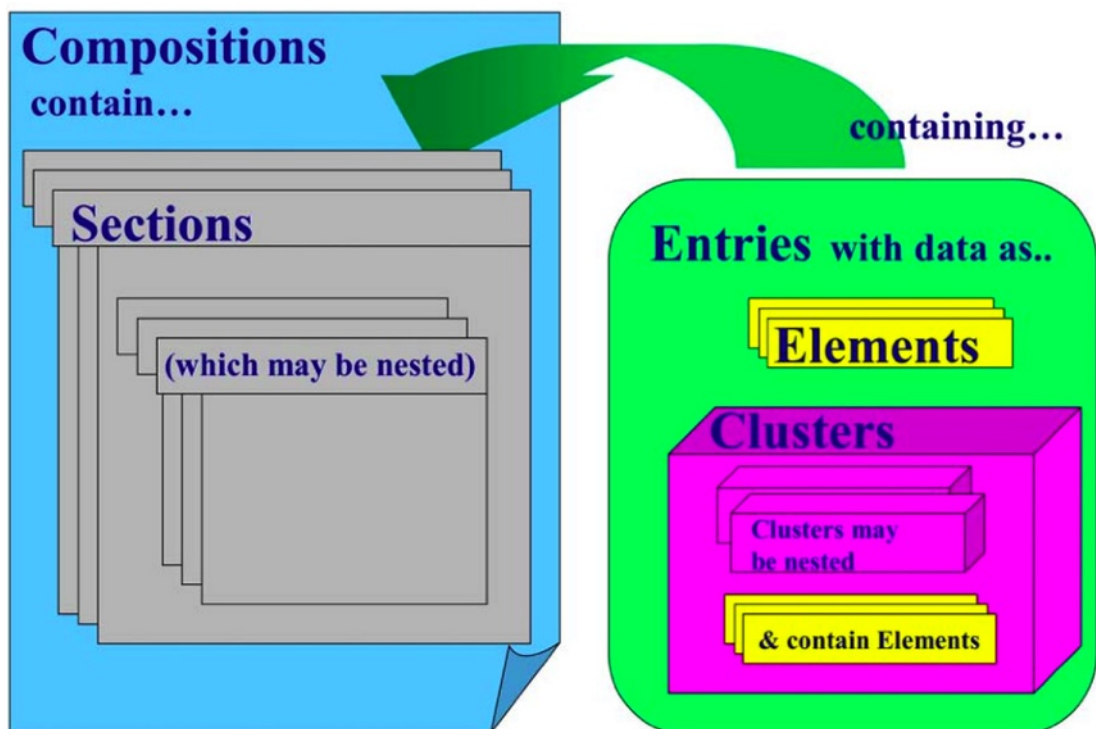 Compositions
contain…
Sections
(which may be nested)
containing…
Entries with data as..
Elements
Clusters
Clusters may
be nested
& contain Elements